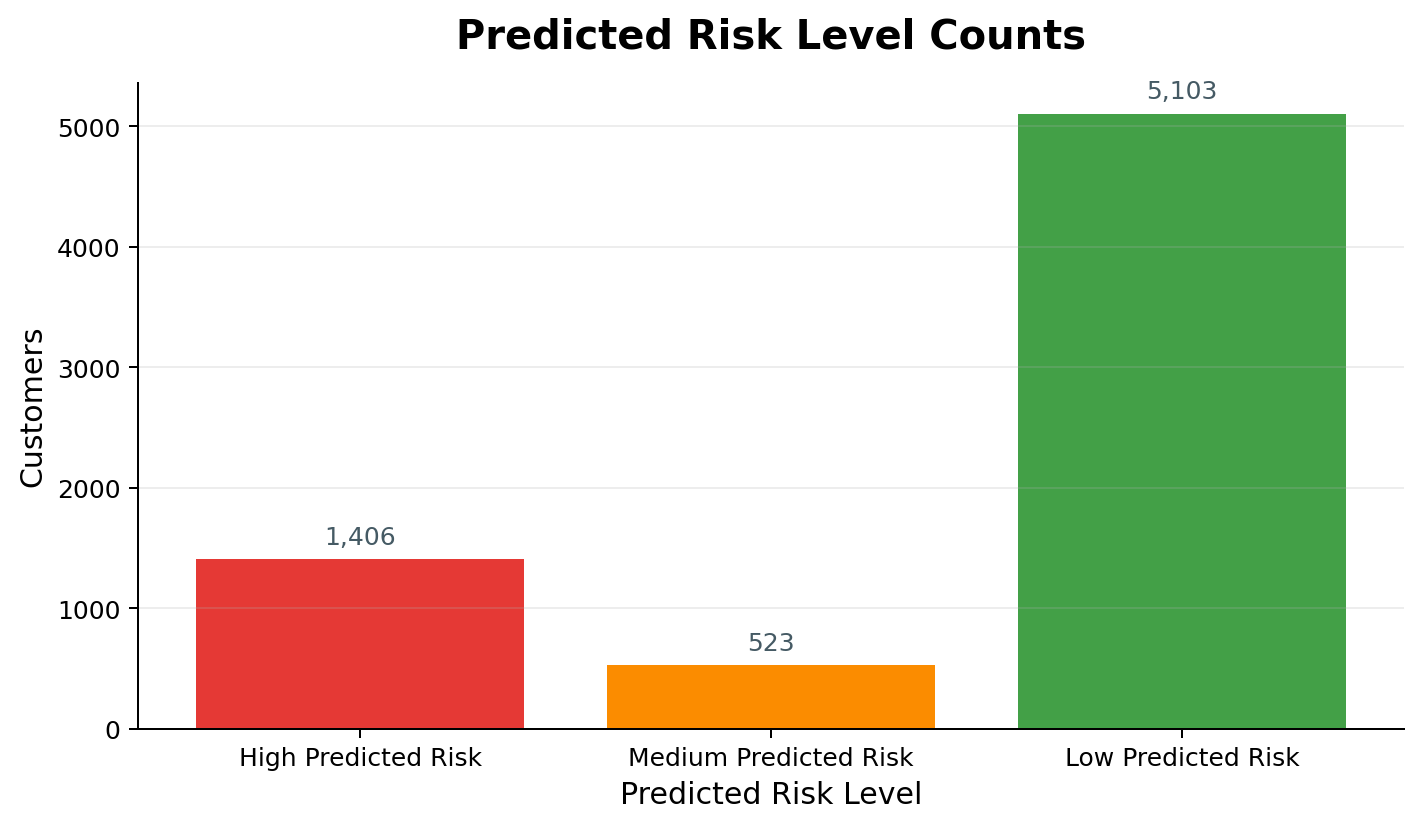 Predicted Risk Level Counts
5,103
5000
4000
3000
2000
1000
0
Customers
1,406
523
High Predicted Risk
Medium Predicted Risk
Low Predicted Risk
Predicted Risk Level